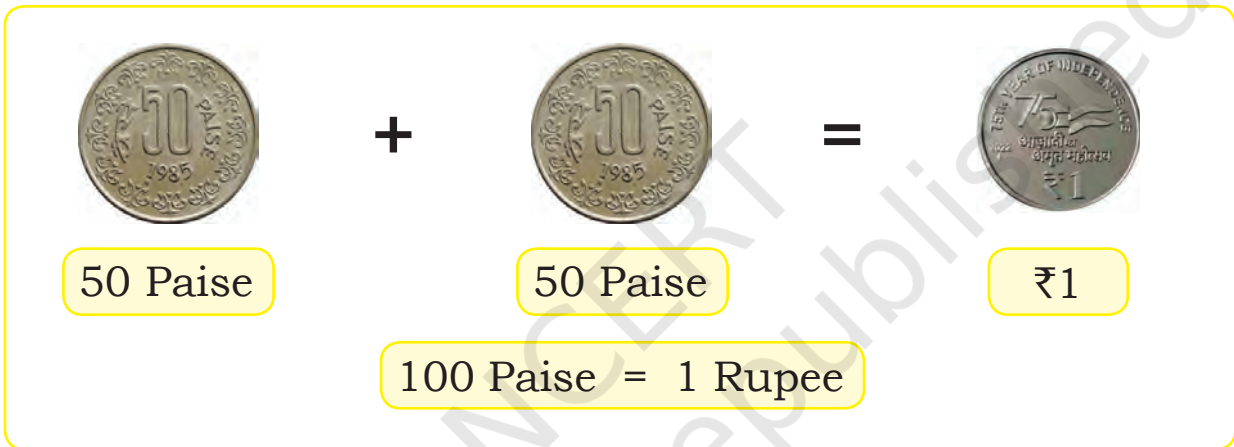 50
PAISE
1985
+
50
PAISE
1985
=
75TH YEAR OF INDEPENDENCE
75
2022
आज़ादी का
अमृत महोत्सव
₹1
50 Paise
50 Paise
₹1
100 Paise = 1 Rupee
NCERT